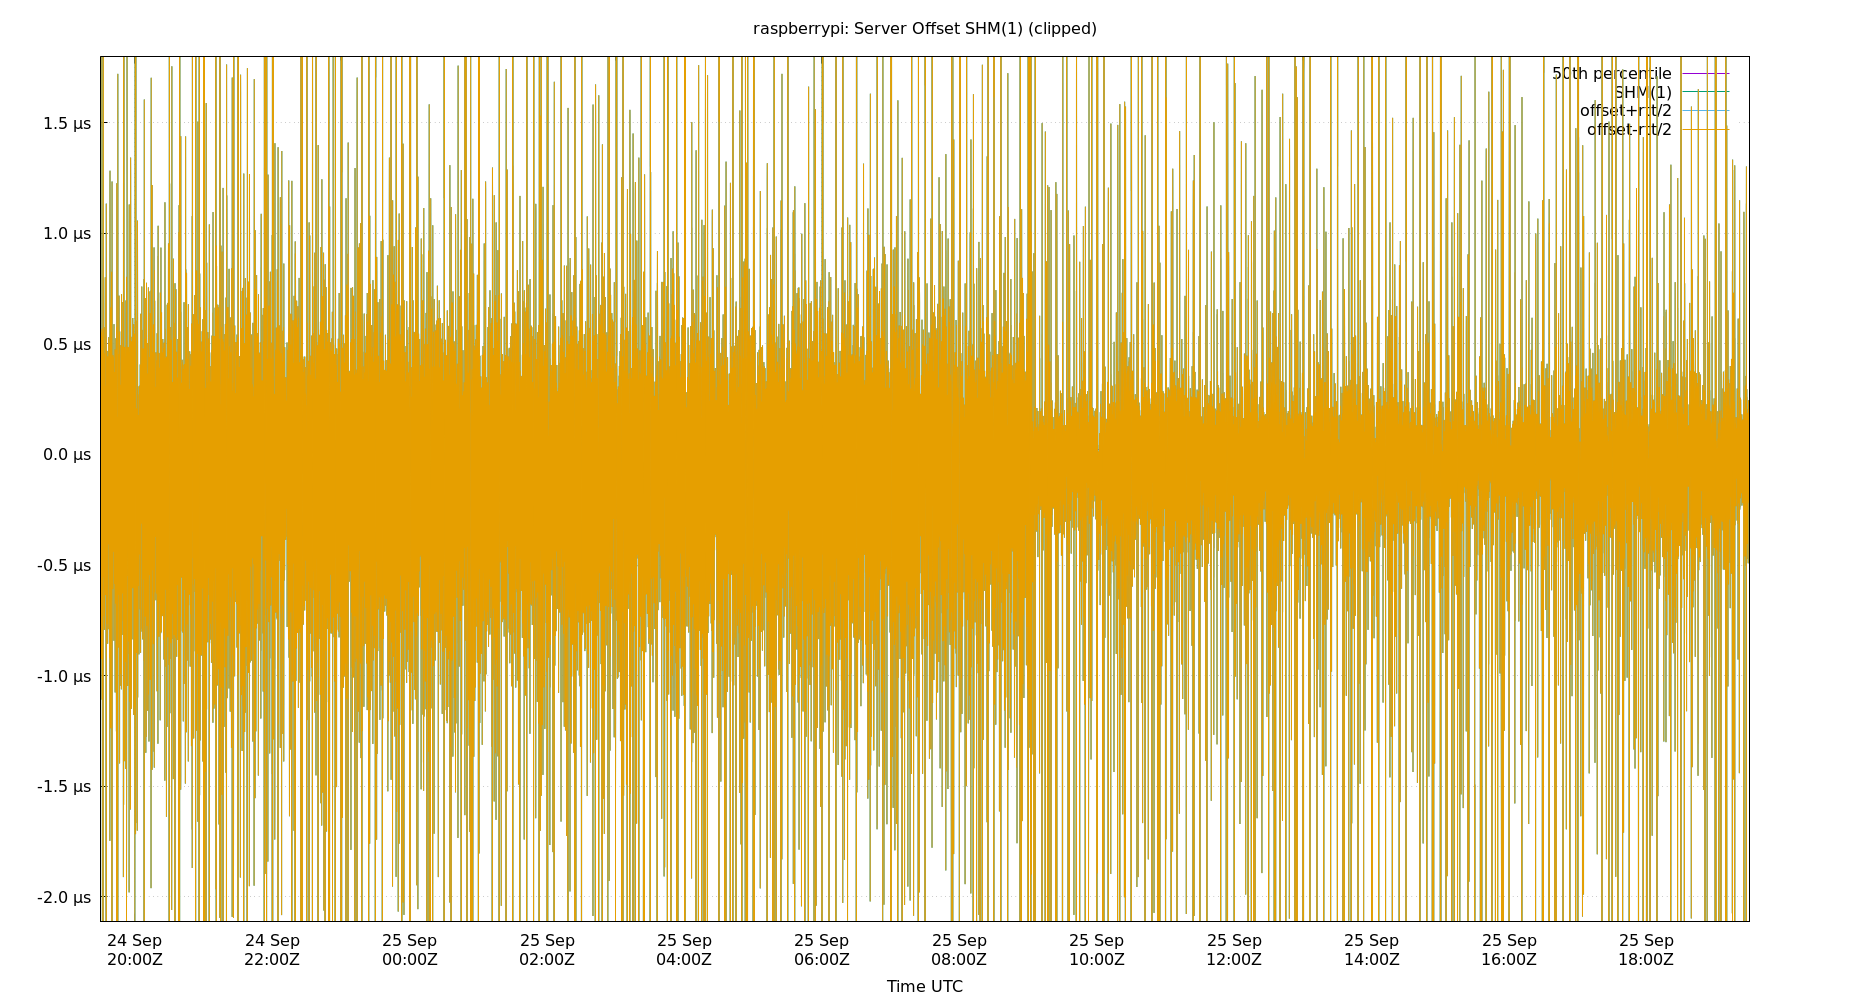 raspberrypi: Server Offset SHM(1) (clipped)
50th percentile
SHM(1)
offset+rtt/2
offset-rtt/2
1.5 µs
1.0 µs
0.5 µs
0.0 µs
-0.5 µs
-1.0 µs
-1.5 µs
-2.0 µs
24 Sep 24 Sep 25 Sep 25 Sep 25 Sep 25 Sep 25 Sep 25 Sep 25 Sep 25 Sep 25 Sep 25 Sep
20:00Z 22:00Z 00:00Z 02:00Z 04:00Z 06:00Z 08:00Z 10:00Z 12:00Z 14:00Z 16:00Z 18:00Z
Time UTC